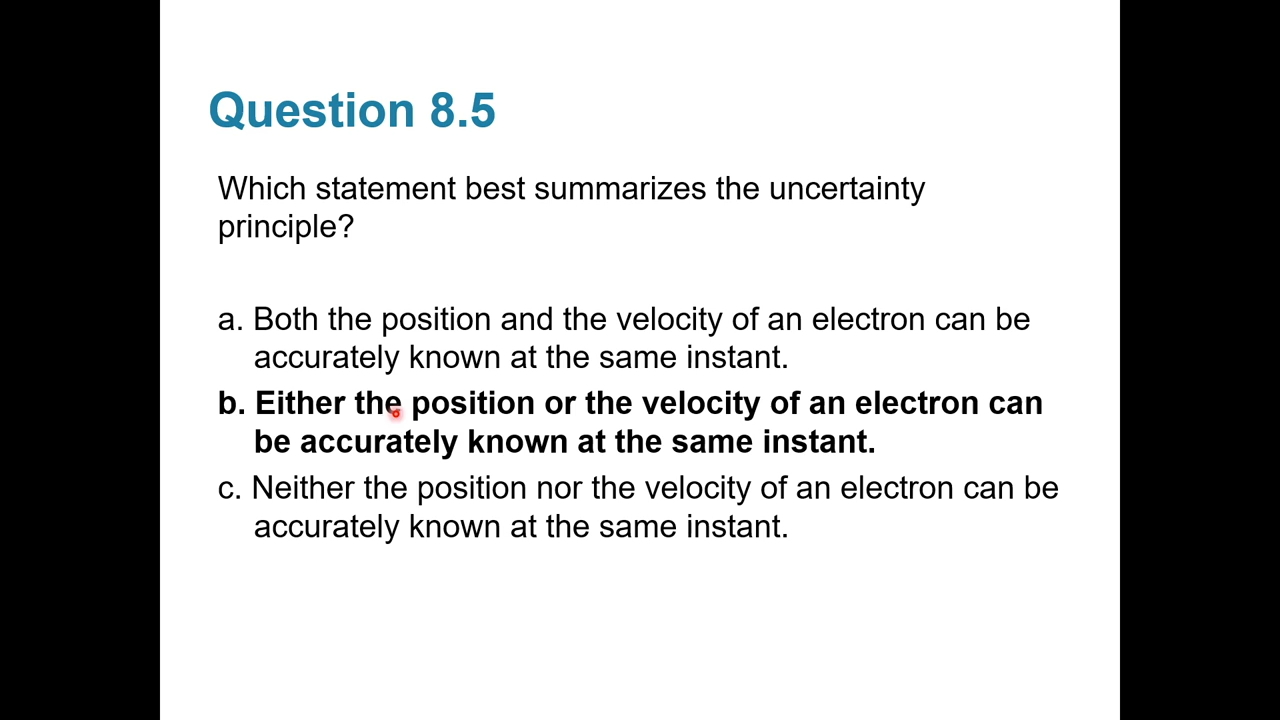 Question 8.5
Which statement best summarizes the uncertainty
principle?
a. Both the position and the velocity of an electron can be
accurately known at the same instant.
b. Either the position or the velocity of an electron can
be accurately known at the same instant.
c. Neither the position nor the velocity of an electron can be
accurately known at the same instant.